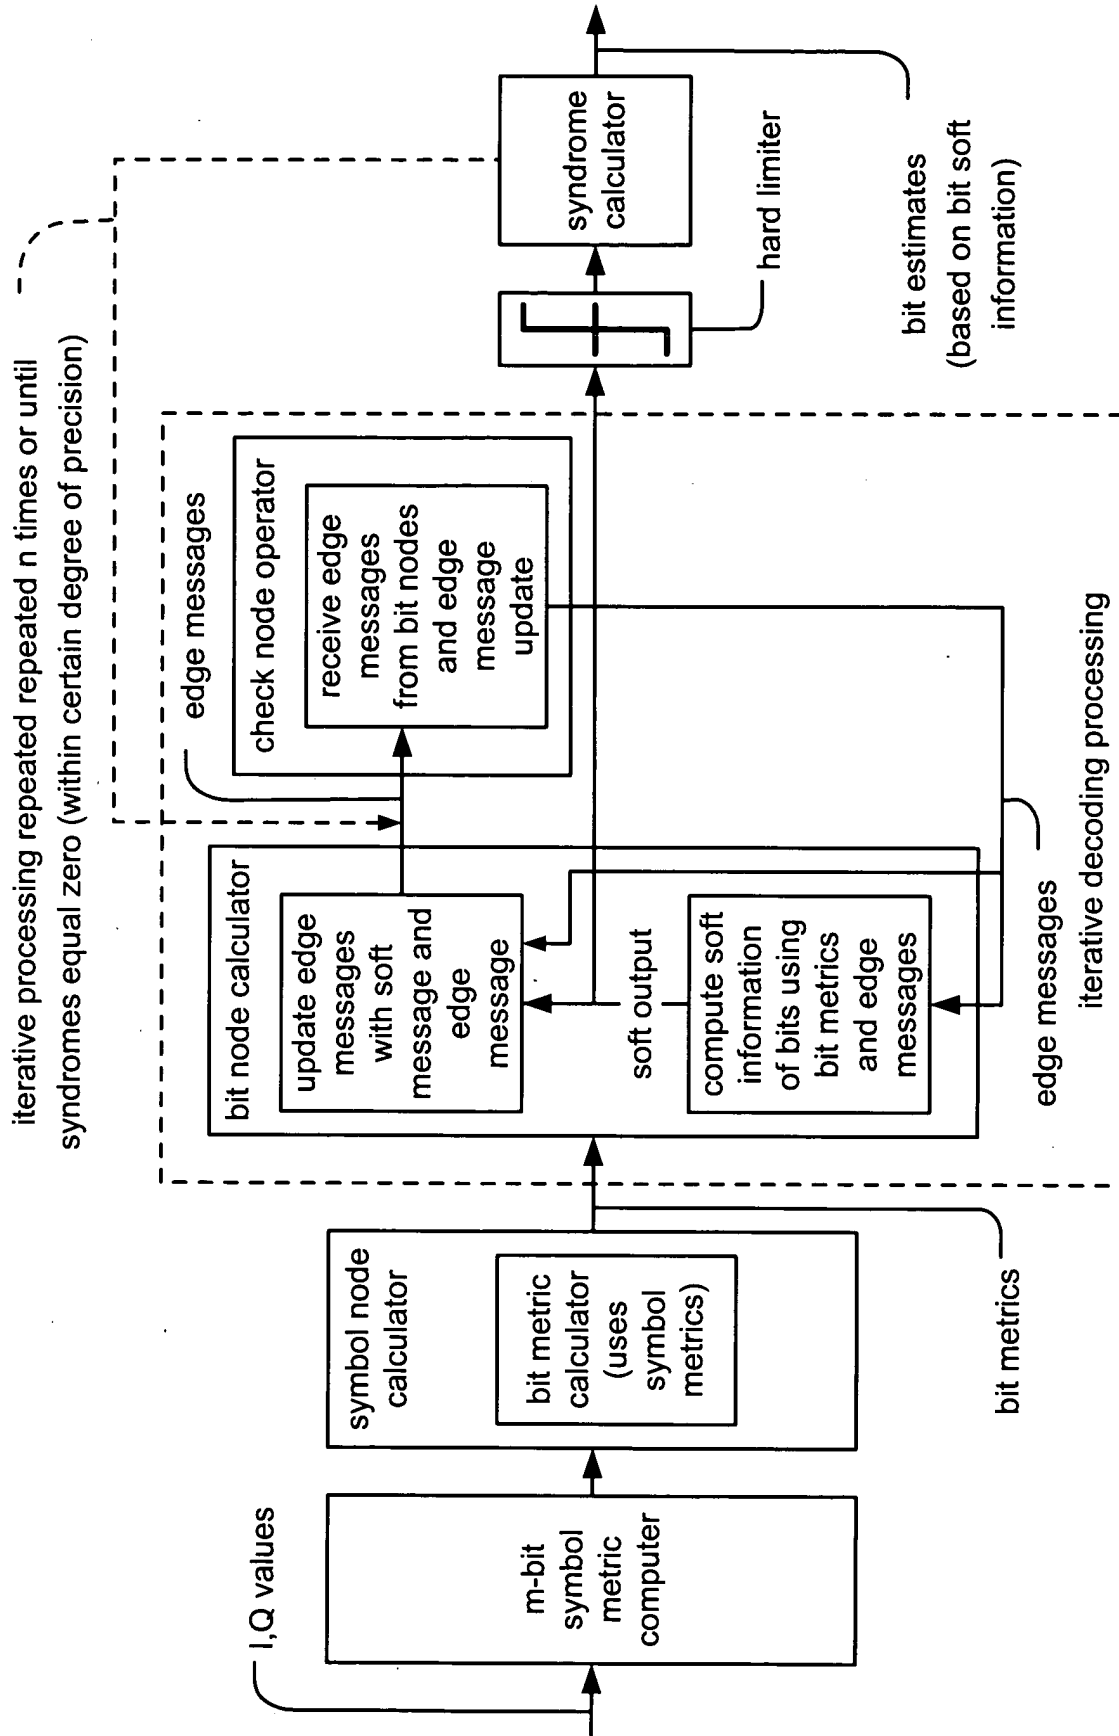 iterative processing repeated repeated n times or until
syndromes equal zero (within certain degree of precision)
I,Q values
m-bit
symbol
metric
computer
symbol node
calculator
bit metric
calculator
(uses
symbol
metrics)
bit metrics
bit node calculator
update edge
messages
with soft
message and
edge
message
soft output
compute soft
information
of bits using
bit metrics
and edge
messages
edge messages
edge messages
check node operator
receive edge
messages
from bit nodes
and edge
message
update
iterative decoding processing
hard limiter
syndrome
calculator
bit estimates
(based on bit soft
information)